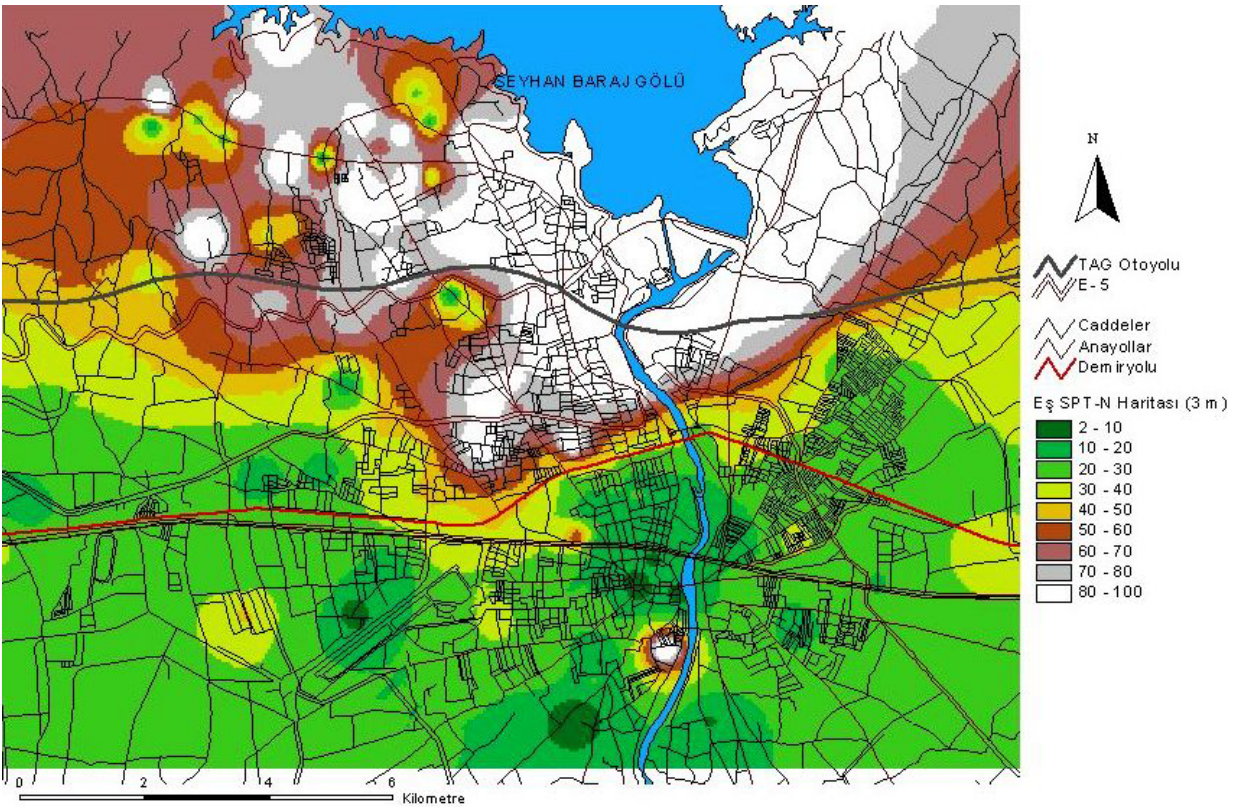 SEYHAN BARAJ GÖLÜ
N
TAG Otoyolu
E-5
Caddeler
Anayollar
Demiryolu
Eş SPT-N Haritası (3 m)
2 - 10
10 - 20
20 - 30
30 - 40
40 - 50
50 - 60
60 - 70
70 - 80
80 - 100
0 2 4 6
Kilometre